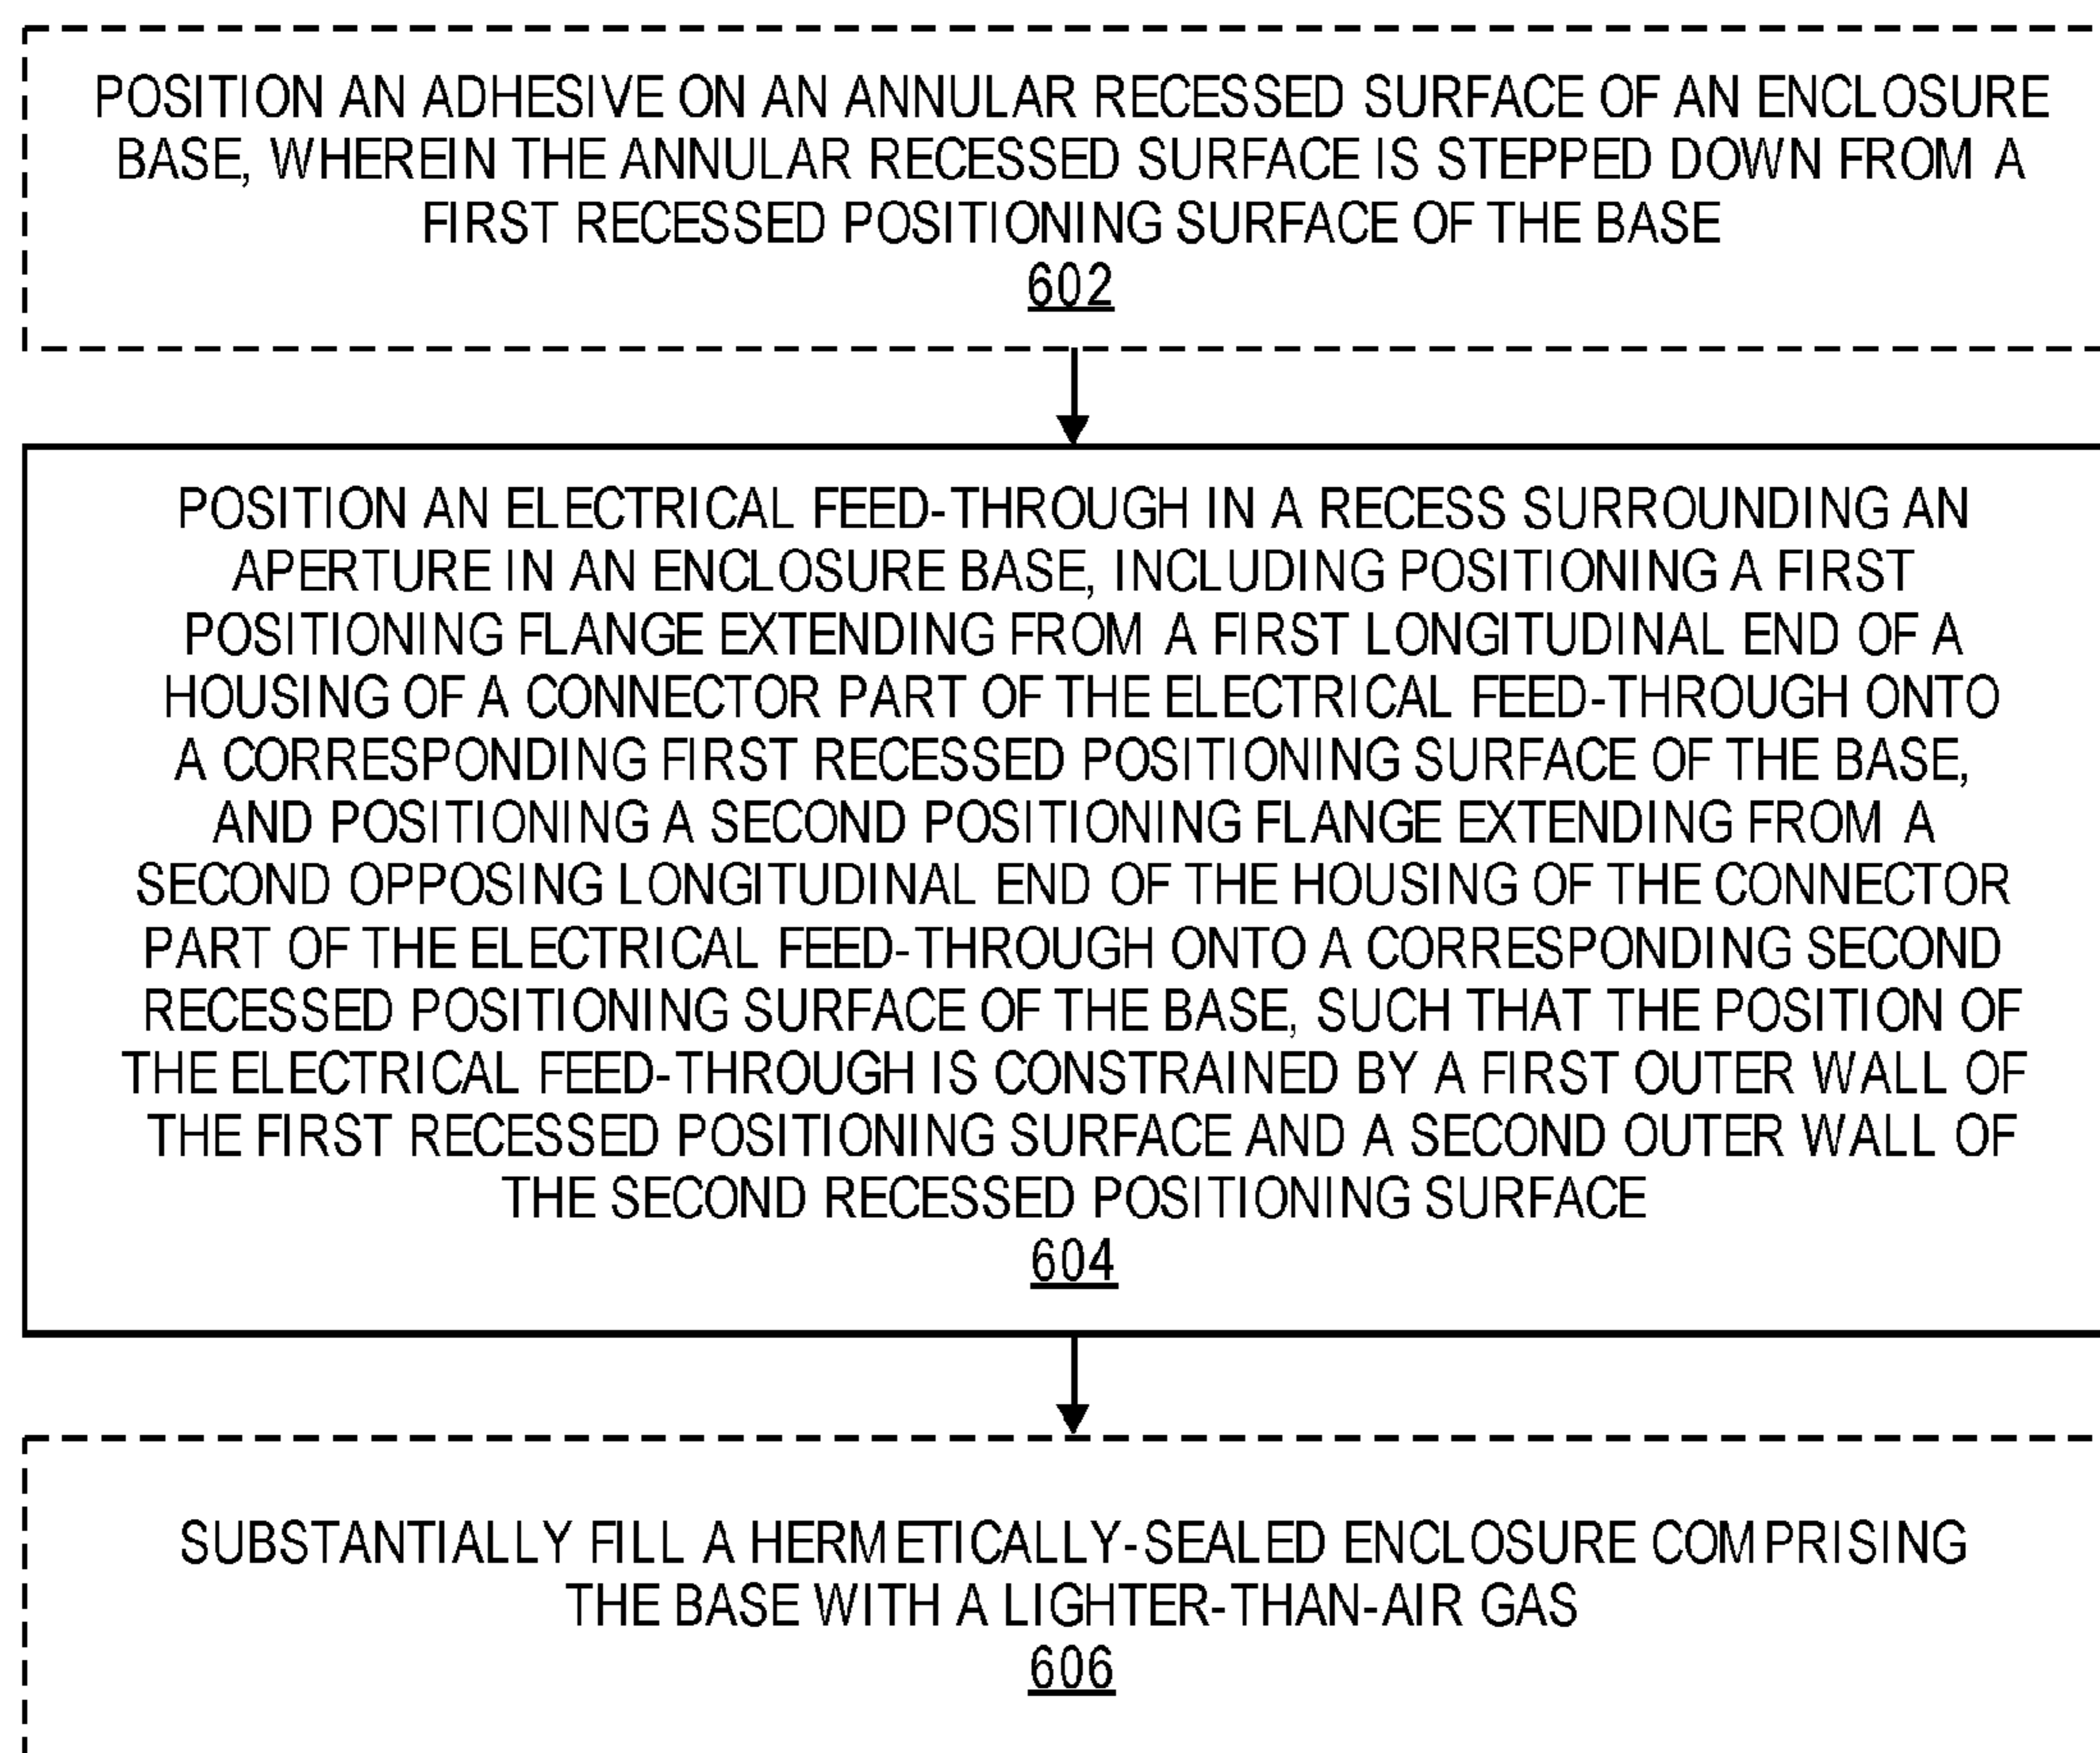 POSITION AN ADHESIVE ON AN ANNULAR RECESSED SURFACE OF AN ENCLOSURE
BASE, WHEREIN THE ANNULAR RECESSED SURFACE IS STEPPED DOWN FROM A
FIRST RECESSED POSITIONING SURFACE OF THE BASE
602
POSITION AN ELECTRICAL FEED-THROUGH IN A RECESS SURROUNDING AN
APERTURE IN AN ENCLOSURE BASE, INCLUDING POSITIONING A FIRST
POSITIONING FLANGE EXTENDING FROM A FIRST LONGITUDINAL END OF A
HOUSING OF A CONNECTOR PART OF THE ELECTRICAL FEED-THROUGH ONTO
A CORRESPONDING FIRST RECESSED POSITIONING SURFACE OF THE BASE,
AND POSITIONING A SECOND POSITIONING FLANGE EXTENDING FROM A
SECOND OPPOSING LONGITUDINAL END OF THE HOUSING OF THE CONNECTOR
PART OF THE ELECTRICAL FEED-THROUGH ONTO A CORRESPONDING SECOND
RECESSED POSITIONING SURFACE OF THE BASE, SUCH THAT THE POSITION OF
THE ELECTRICAL FEED-THROUGH IS CONSTRAINED BY A FIRST OUTER WALL OF
THE FIRST RECESSED POSITIONING SURFACE AND A SECOND OUTER WALL OF
THE SECOND RECESSED POSITIONING SURFACE
604
SUBSTANTIALLY FILL A HERMETICALLY-SEALED ENCLOSURE COMPRISING
THE BASE WITH A LIGHTER-THAN-AIR GAS
606